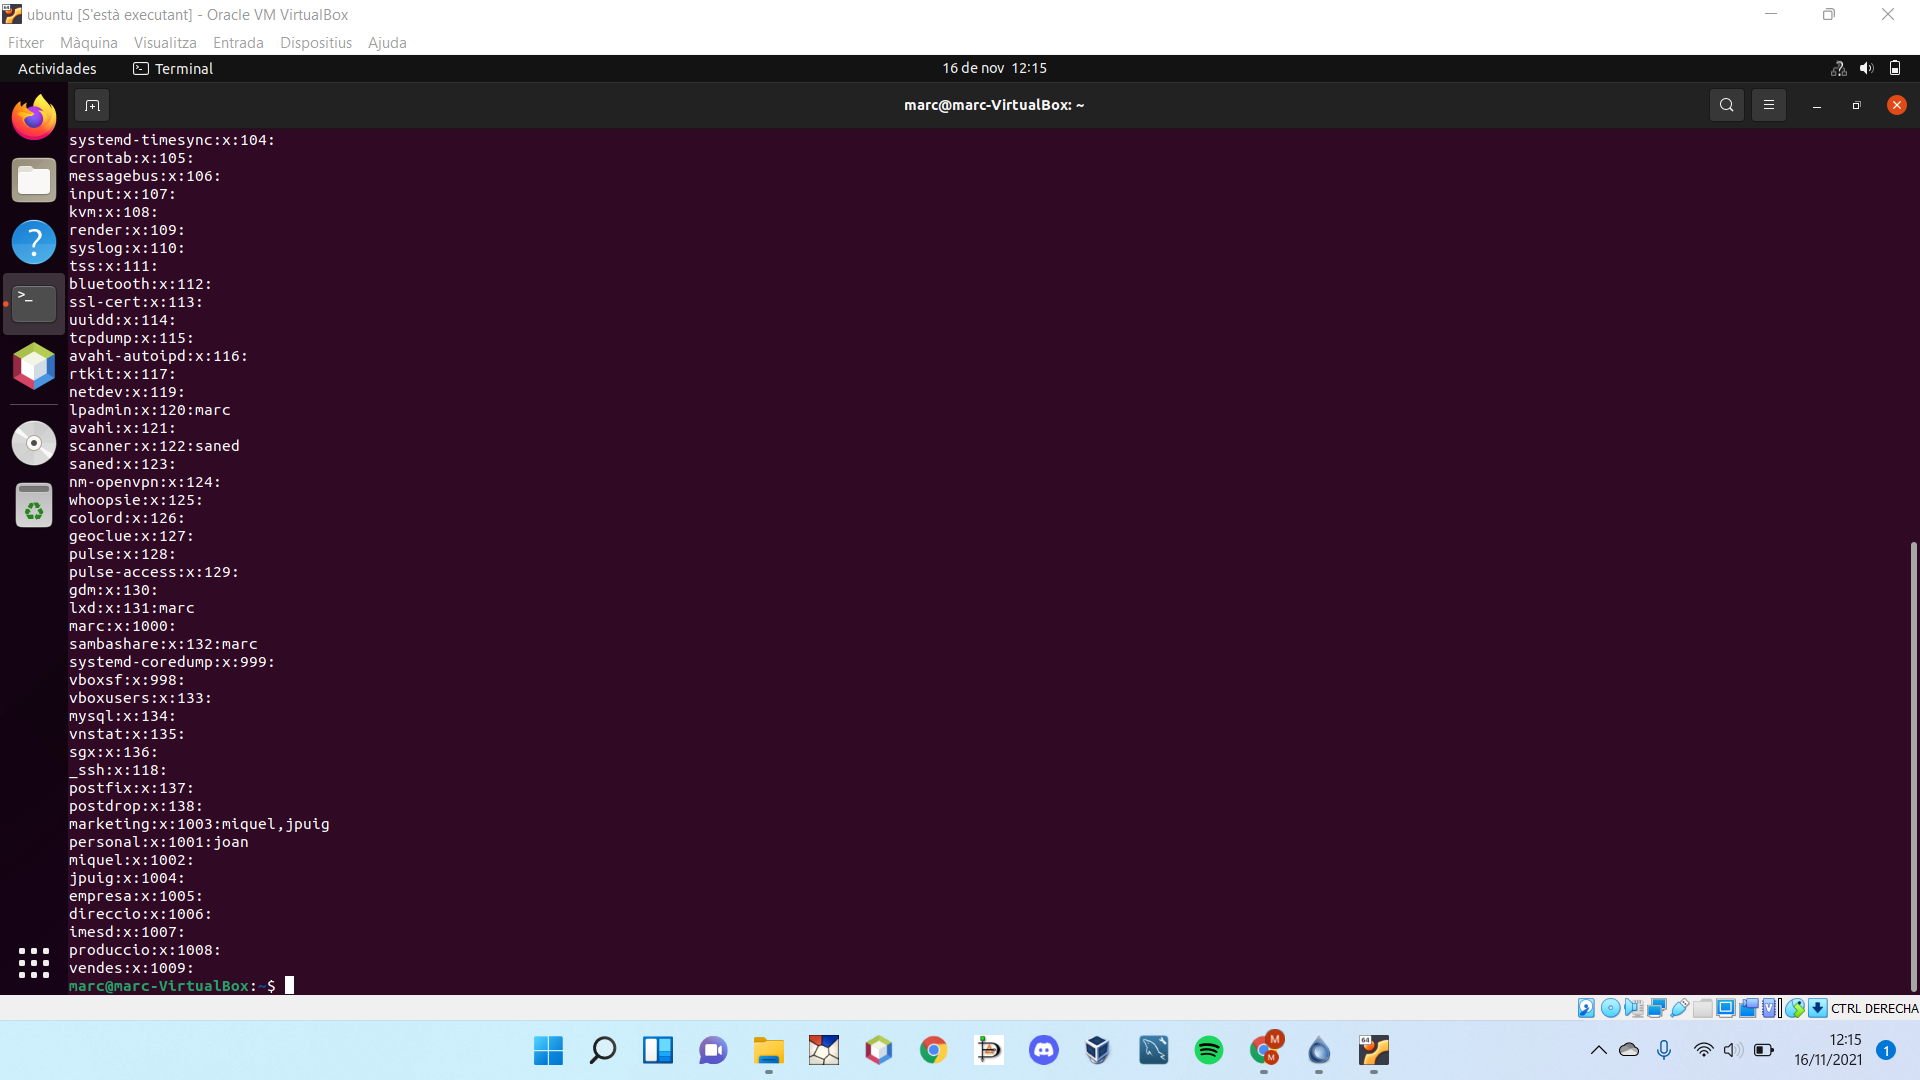 ubuntu [S'està executant] - Oracle VM VirtualBox
Fitxer Màquina Visualitza Entrada Dispositius Ajuda
Actividades Terminal 16 de nov 12:15
marc@marc-VirtualBox: ~
systemd-timesync:x:104:
crontab:x:105:
messagebus:x:106:
input:x:107:
kvm:x:108:
render:x:109:
syslog:x:110:
tss:x:111:
bluetooth:x:112:
ssl-cert:x:113:
uuidd:x:114:
tcpdump:x:115:
avahi-autoipd:x:116:
rtkit:x:117:
netdev:x:119:
lpadmin:x:120:marc
avahi:x:121:
scanner:x:122:saned
saned:x:123:
nm-openvpn:x:124:
whoopsie:x:125:
colord:x:126:
geoclue:x:127:
pulse:x:128:
pulse-access:x:129:
gdm:x:130:
lxd:x:131:marc
marc:x:1000:
sambashare:x:132:marc
systemd-coredump:x:999:
vboxsf:x:998:
vboxusers:x:133:
mysql:x:134:
vnstat:x:135:
sgx:x:136:
_ssh:x:118:
postfix:x:137:
postdrop:x:138:
marketing:x:1003:miquel,jpuig
personal:x:1001:joan
miquel:x:1002:
jpuig:x:1004:
empresa:x:1005:
direccio:x:1006:
imesd:x:1007:
produccio:x:1008:
vendes:x:1009:
marc@marc-VirtualBox:~$
CTRL DERECHA
12:15
16/11/2021
1